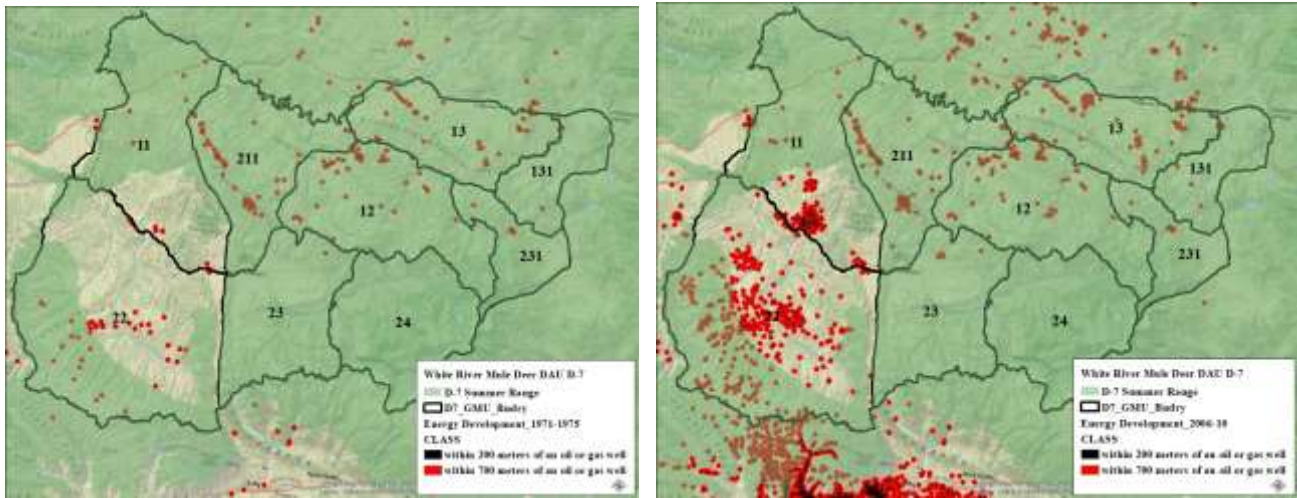 11
13
211
131
12
231
22
23
24
White River Mule Deer DAU D-7
D-7 Summer Range
D7_GMU_Bndry
Energy Development_1971-1975
CLASS
within 200 meters of an oil or gas well
within 700 meters of an oil or gas well
11
13
211
131
12
231
22
23
24
White River Mule Deer DAU D-7
D-7 Summer Range
D7_GMU_Bndry
Energy Development_2006-10
CLASS
within 200 meters of an oil or gas well
within 700 meters of an oil or gas well